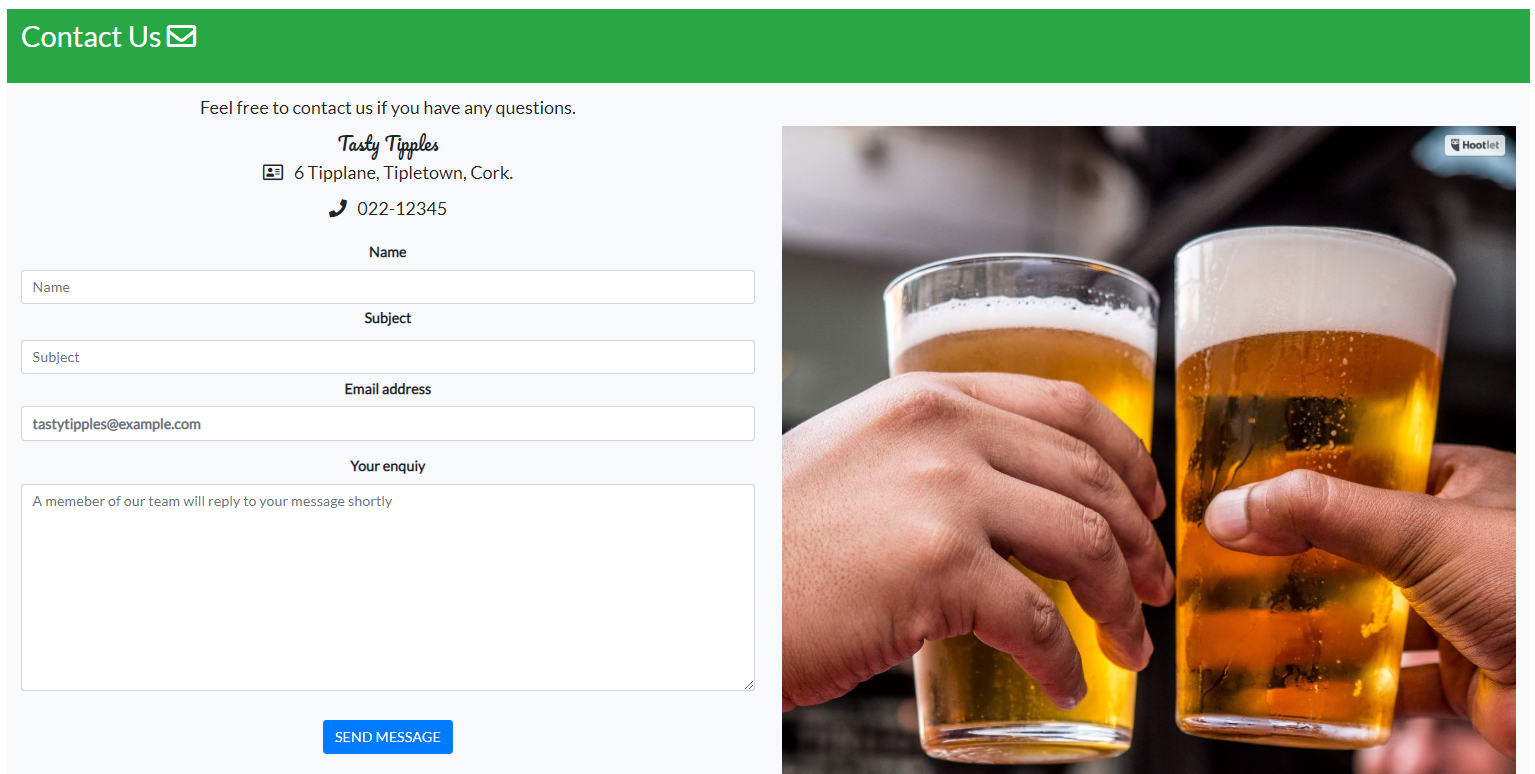 Contact Us
Feel free to contact us if you have any questions.
Tasty Tipples
6 Tipplane, Tipletown, Cork.
022-12345
Name
Name
Subject
Subject
Email address
tastytipples@example.com
Your enquiy
A memeber of our team will reply to your message shortly
SEND MESSAGE
Hootlet